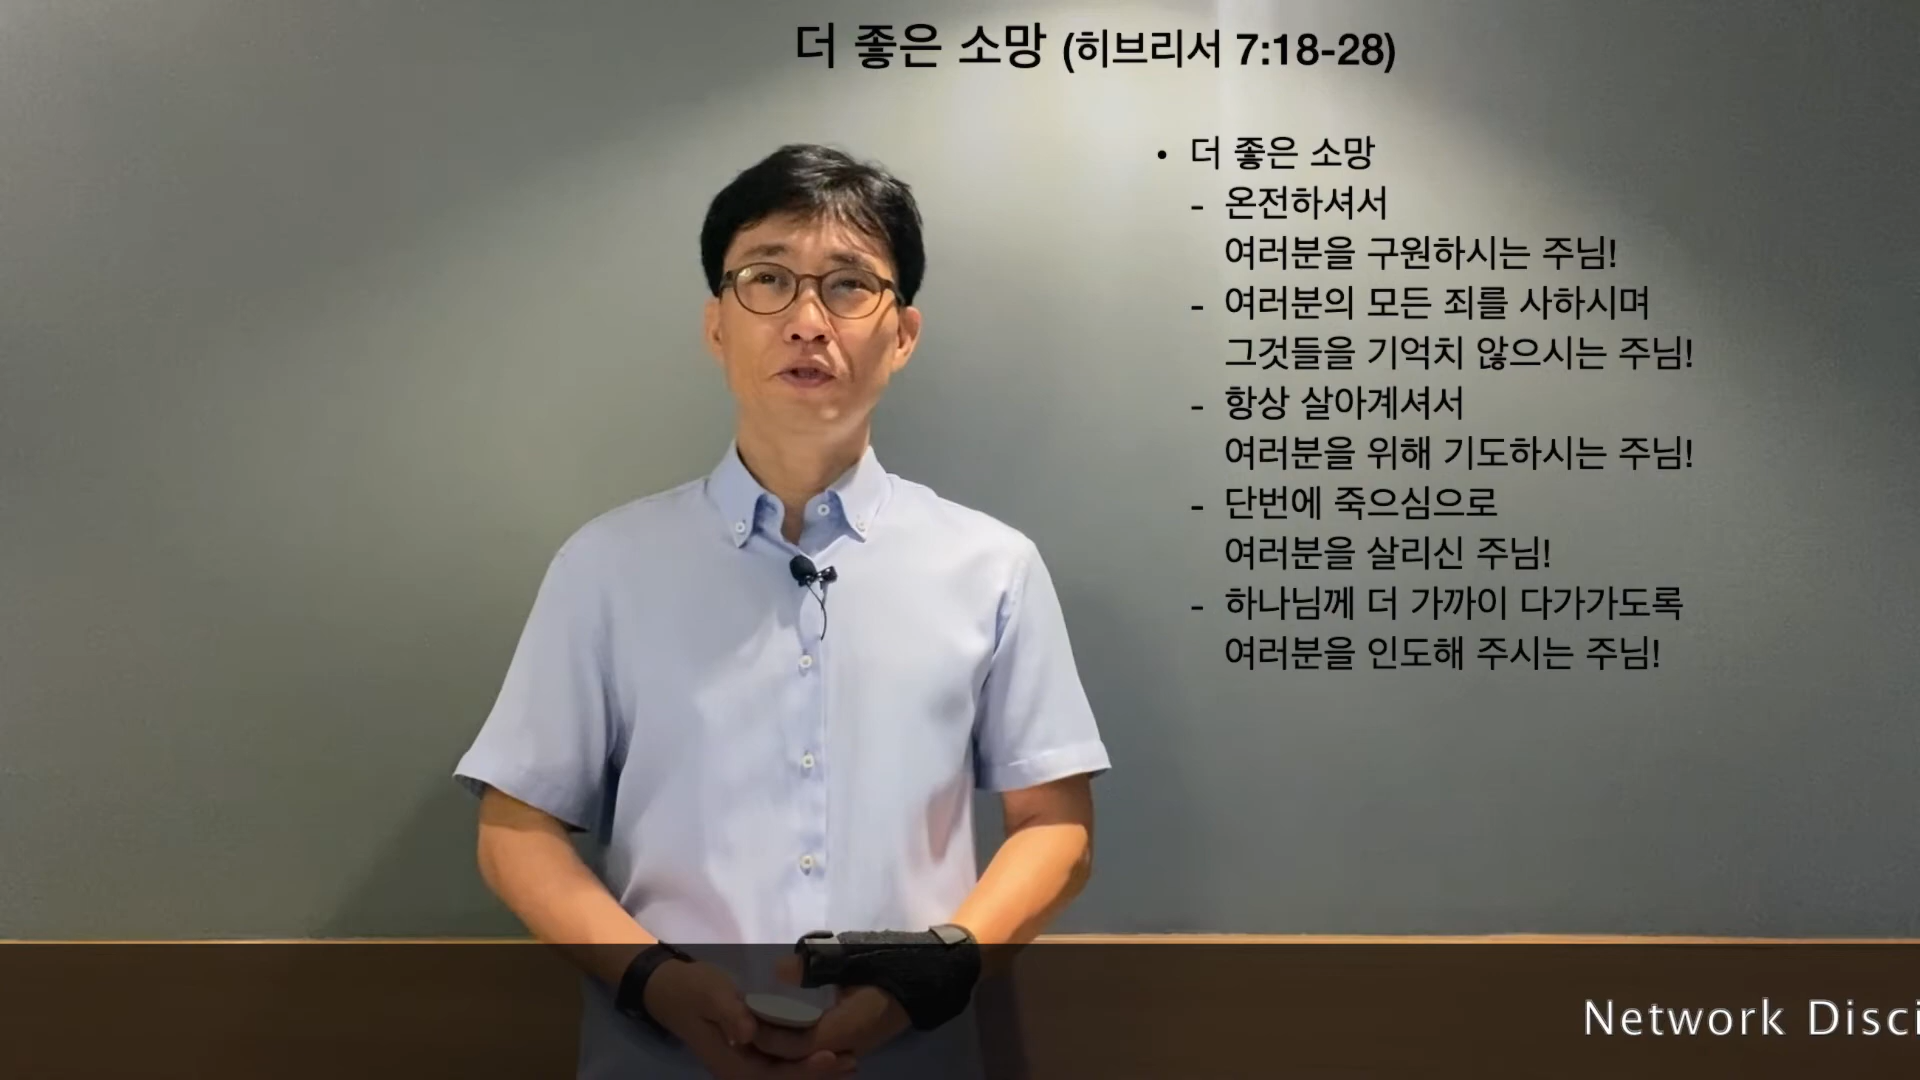 더 좋은 소망 (히브리서 7:18-28)
• 더 좋은 소망
- 온전하셔서
여러분을 구원하시는 주님!
- 여러분의 모든 죄를 사하시며
그것들을 기억치 않으시는 주님!
- 항상 살아계셔서
여러분을 위해 기도하시는 주님!
- 단번에 죽으심으로
여러분을 살리신 주님!
- 하나님께 더 가까이 다가가도록
여러분을 인도해 주시는 주님!
Network Disci